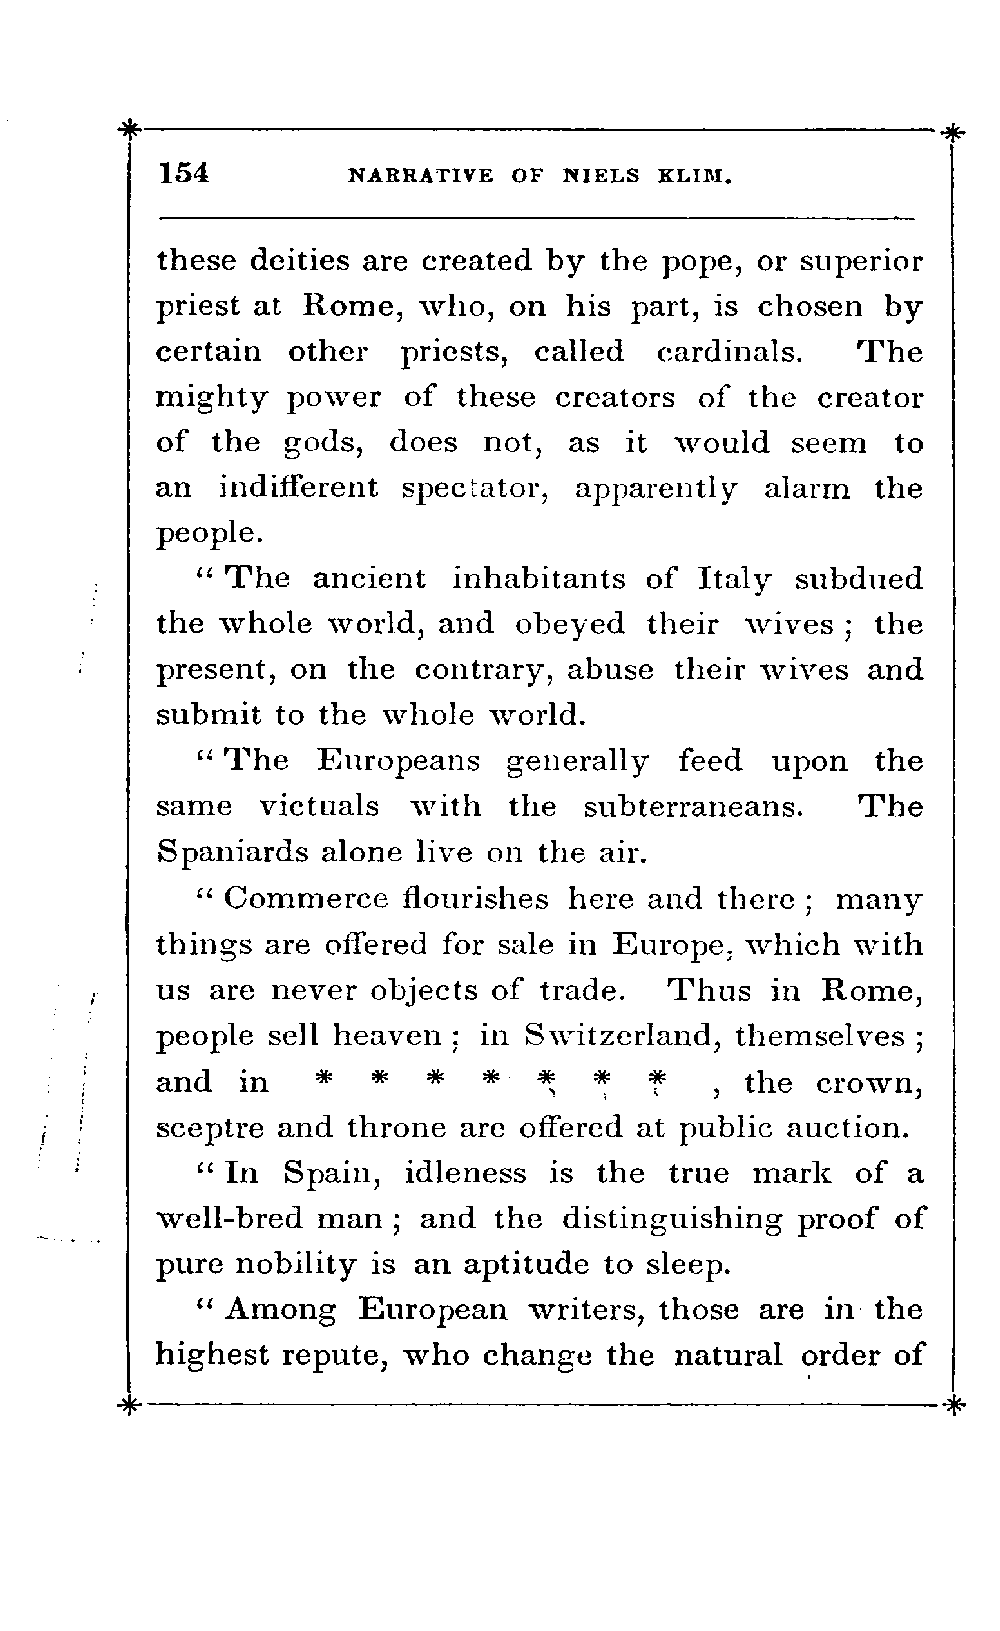 154 NARRATIVE OF NIELS KLIM.
these deities are created by the pope, or superior
priest at Rome, who, on his part, is chosen by
certain other priests, called cardinals. The
mighty power of these creators of the creator
of the gods, does not, as it would seem to
an indifferent spectator, apparently alarm the
people.
“ The ancient inhabitants of Italy subdued
the whole world, and obeyed their wives ; the
present, on the contrary, abuse their wives and
submit to the whole world.
“ The Europeans generally feed upon the
same victuals with the subterraneans. The
Spaniards alone live on the air.
“ Commerce flourishes here and there ; many
things are offered for sale in Europe, which with
us are never objects of trade. Thus in Rome,
people sell heaven ; in Switzerland, themselves ;
and in * * * * * * * , the crown,
sceptre and throne are offered at public auction.
“ In Spain, idleness is the true mark of a
well-bred man ; and the distinguishing proof of
pure nobility is an aptitude to sleep.
“ Among European writers, those are in the
highest repute, who change the natural order of